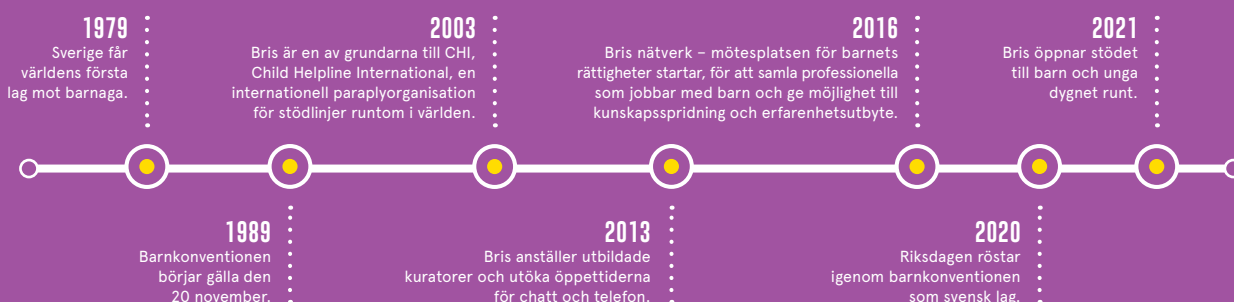 1979
Sverige får
världens första
lag mot barnaga.
2003
Bris är en av grundarna till CHI,
Child Helpline International, en
internationell paraplyorganisation
för stödlinjer runtom i världen.
2016
Bris nätverk – mötesplatsen för barnets
rättigheter startar, för att samla professionella
som jobbar med barn och ge möjlighet till
kunskapsspridning och erfarenhetsutbyte.
2021
Bris öppnar stödet
till barn och unga
dygnet runt.
1989
Barnkonventionen
börjar gälla den
20 november.
2013
Bris anställer utbildade
kuratorer och utöka öppettiderna
för chatt och telefon.
2020
Riksdagen röstar
igenom barnkonventionen
som svensk lag.